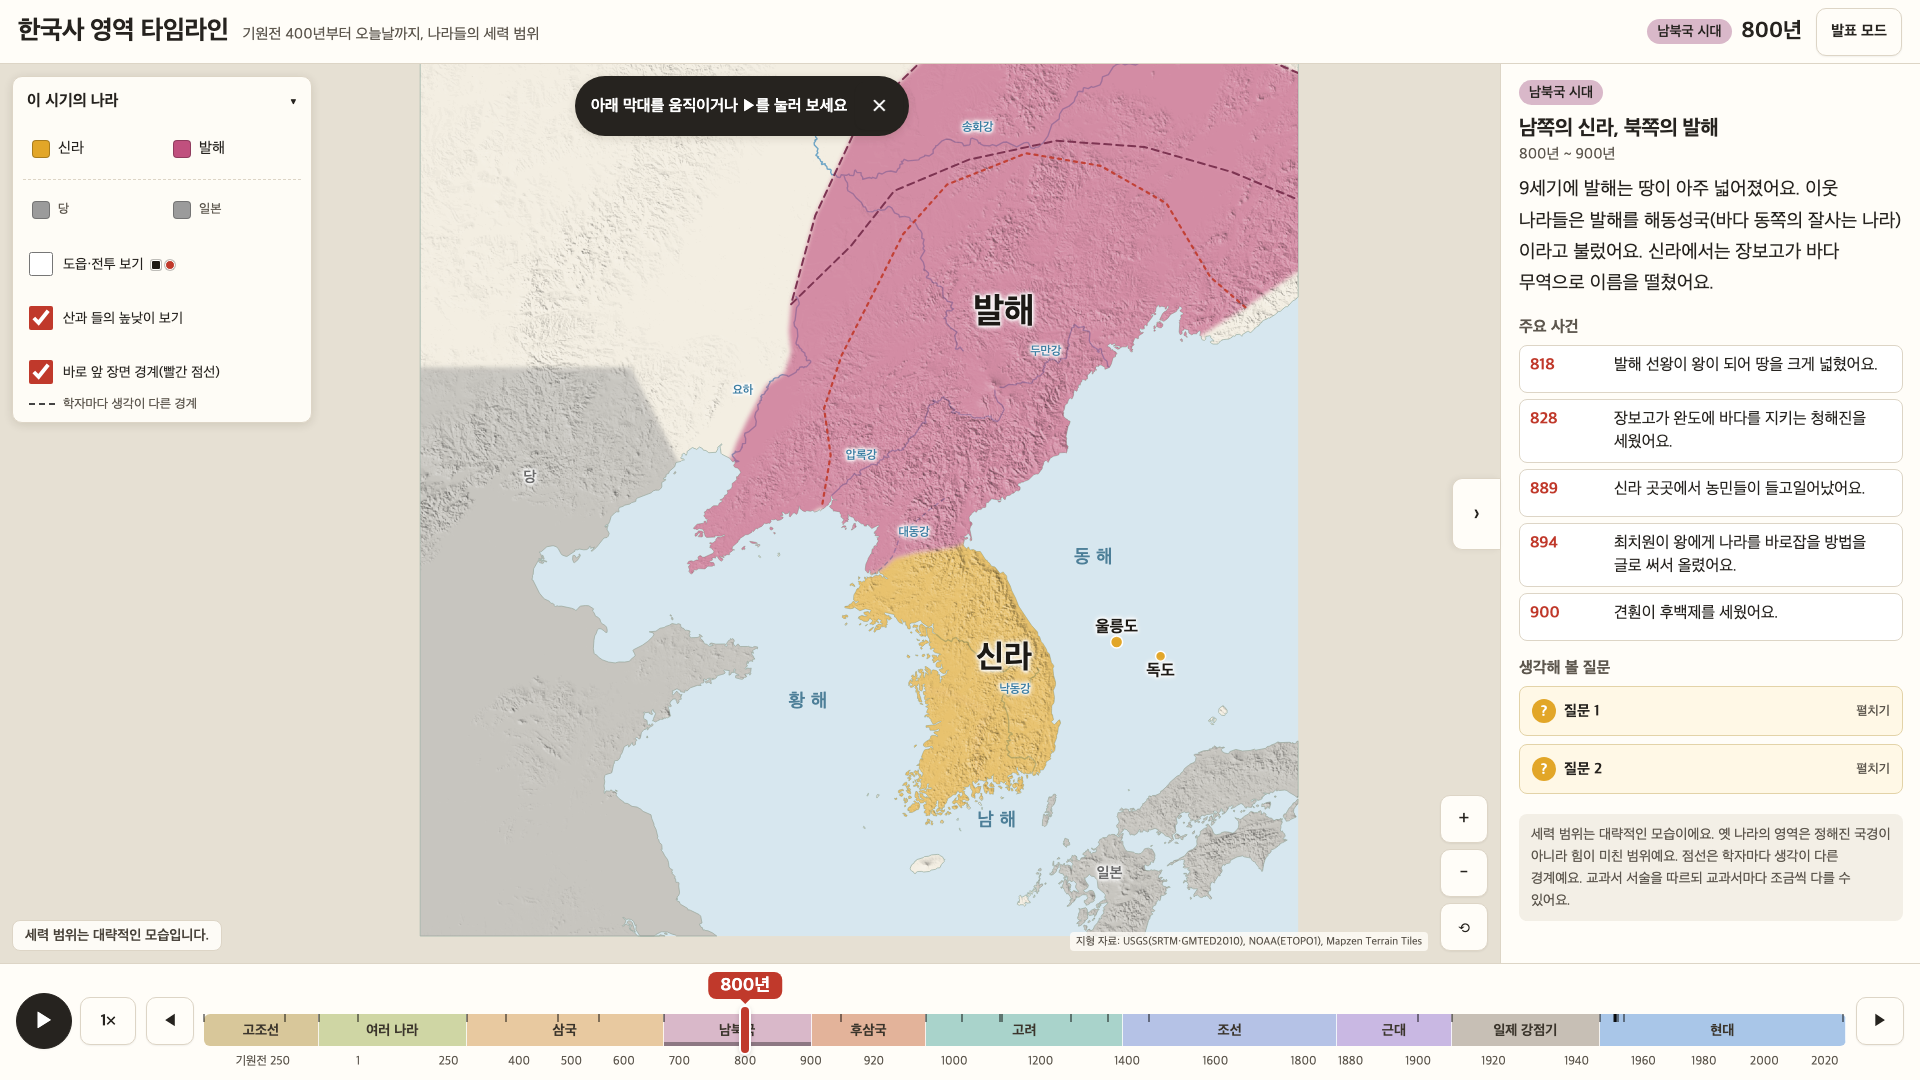 한국사 영역 타임라인
기원전 400년부터 오늘날까지, 나라들의 세력 범위
남북국 시대
800년
발표 모드
이 시기의 나라
신라
발해
당
일본
도읍·전투 보기
산과 들의 높낮이 보기
바로 앞 장면 경계(빨간 점선)
학자마다 생각이 다른 경계
아래 막대를 움직이거나 ▶를 눌러 보세요
송화강
발해
두만강
요하
압록강
당
대동강
동해
울릉도
독도
신라
낙동강
황해
남해
일본
세력 범위는 대략적인 모습입니다.
지형 자료: USGS(SRTM·GMTED2010), NOAA(ETOPO1), Mapzen Terrain Tiles
남북국 시대
남쪽의 신라, 북쪽의 발해
800년 ~ 900년
9세기에 발해는 땅이 아주 넓어졌어요. 이웃
나라들은 발해를 해동성국(바다 동쪽의 잘사는 나라)
이라고 불렀어요. 신라에서는 장보고가 바다
무역으로 이름을 떨쳤어요.
주요 사건
818 발해 선왕이 왕이 되어 땅을 크게 넓혔어요.
828 장보고가 완도에 바다를 지키는 청해진을
세웠어요.
889 신라 곳곳에서 농민들이 들고일어났어요.
894 최치원이 왕에게 나라를 바로잡을 방법을
글로 써서 올렸어요.
900 견훤이 후백제를 세웠어요.
생각해 볼 질문
? 질문 1 펼치기
? 질문 2 펼치기
세력 범위는 대략적인 모습이에요. 옛 나라의 영역은 정해진 국경이
아니라 힘이 미친 범위예요. 점선은 학자마다 생각이 다른
경계예요. 교과서 서술을 따르되 교과서마다 조금씩 다를 수
있어요.
800년
1×
고조선 여러 나라 삼국 남북국 후삼국 고려 조선 근대 일제 강점기 현대
기원전 250 1 250 400 500 600 700 800 900 920 1000 1200 1400 1600 1800 1880 1900 1920 1940 1960 1980 2000 2020